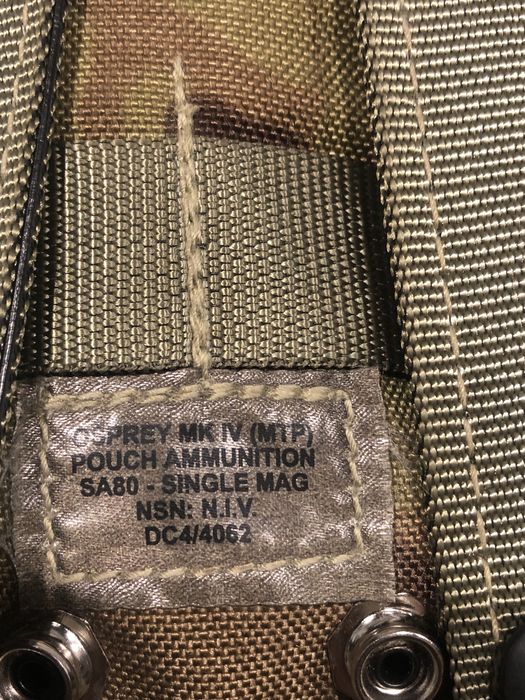 OSPREY MK IV (MTP)
POUCH AMMUNITION
SA80 - SINGLE MAG
NSN: N.I.V.
DC4/4062